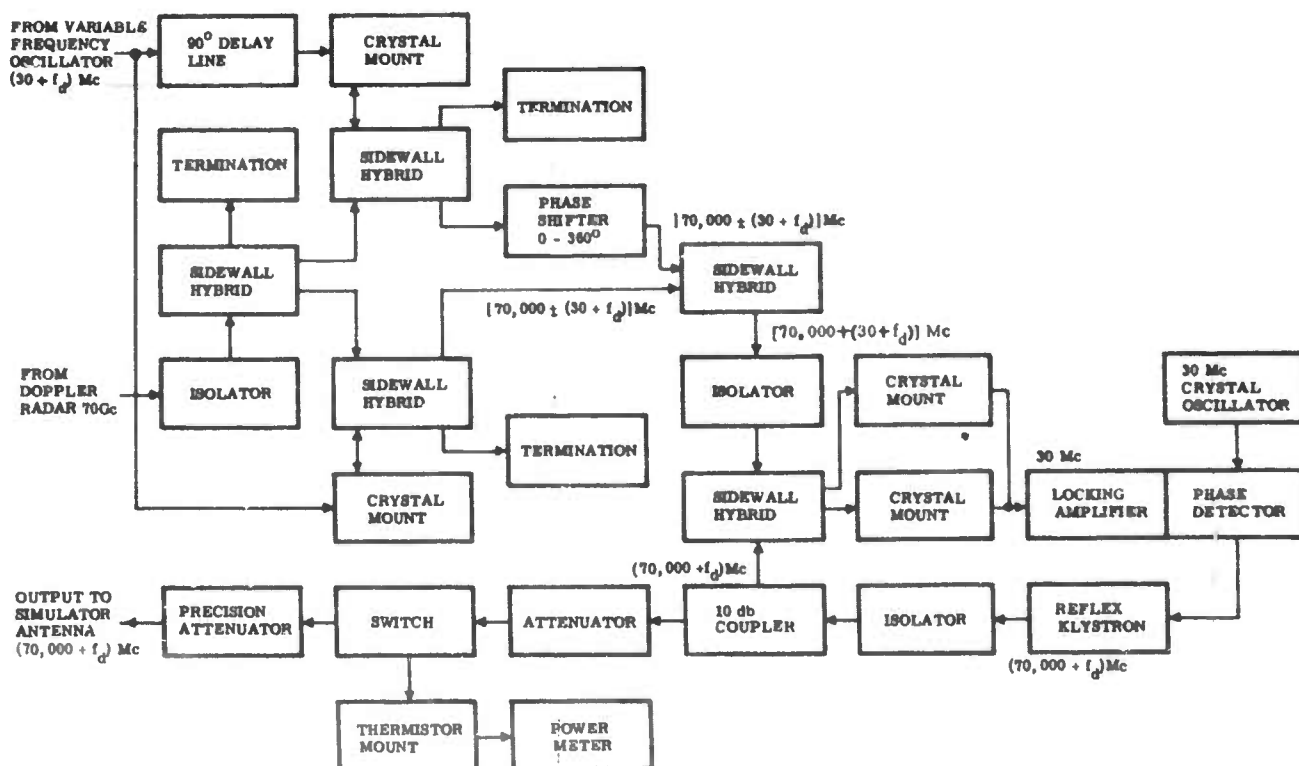 FROM VARIABLE
FREQUENCY
OSCILLATOR
(30 + f_d) Mc
90° DELAY
LINE
CRYSTAL
MOUNT
TERMINATION
TERMINATION
SIDEWALL
HYBRID
PHASE
SHIFTER
0 - 360°
[70,000 ± (30 + f_d)] Mc
SIDEWALL
HYBRID
SIDEWALL
HYBRID
[70,000 ± (30 + f_d)] Mc
[70,000+(30+f_d)] Mc
FROM
DOPPLER
RADAR 70Gc
ISOLATOR
SIDEWALL
HYBRID
ISOLATOR
CRYSTAL
MOUNT
30 Mc
CRYSTAL
OSCILLATOR
TERMINATION
CRYSTAL
MOUNT
SIDEWALL
HYBRID
CRYSTAL
MOUNT
30 Mc
LOCKING
AMPLIFIER
PHASE
DETECTOR
(70,000 + f_d) Mc
OUTPUT TO
SIMULATOR
ANTENNA
(70,000 + f_d) Mc
PRECISION
ATTENUATOR
SWITCH
ATTENUATOR
10 db
COUPLER
ISOLATOR
REFLEX
KLYSTRON
(70,000 + f_d) Mc
THERMISTOR
MOUNT
POWER
METER